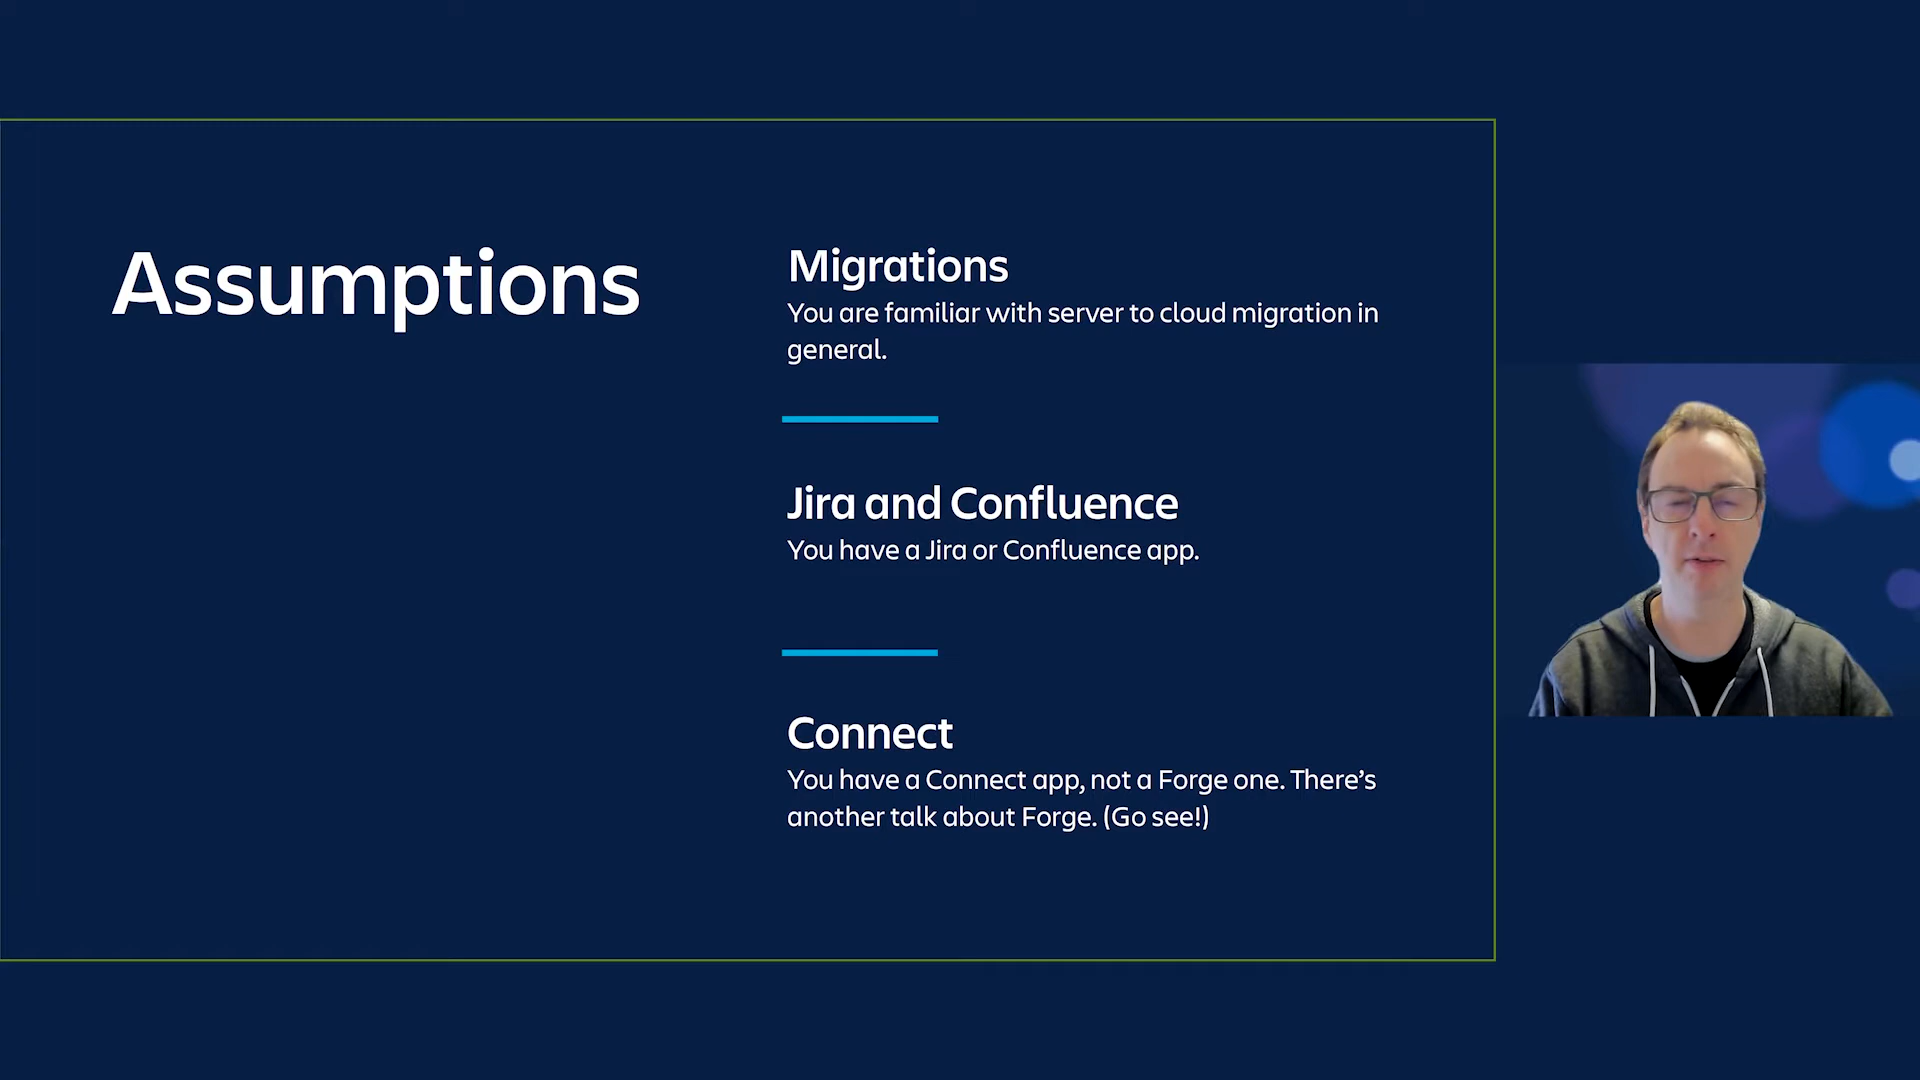 Assumptions
Migrations
You are familiar with server to cloud migration in
general.
Jira and Confluence
You have a Jira or Confluence app.
Connect
You have a Connect app, not a Forge one. There’s
another talk about Forge. (Go see!)